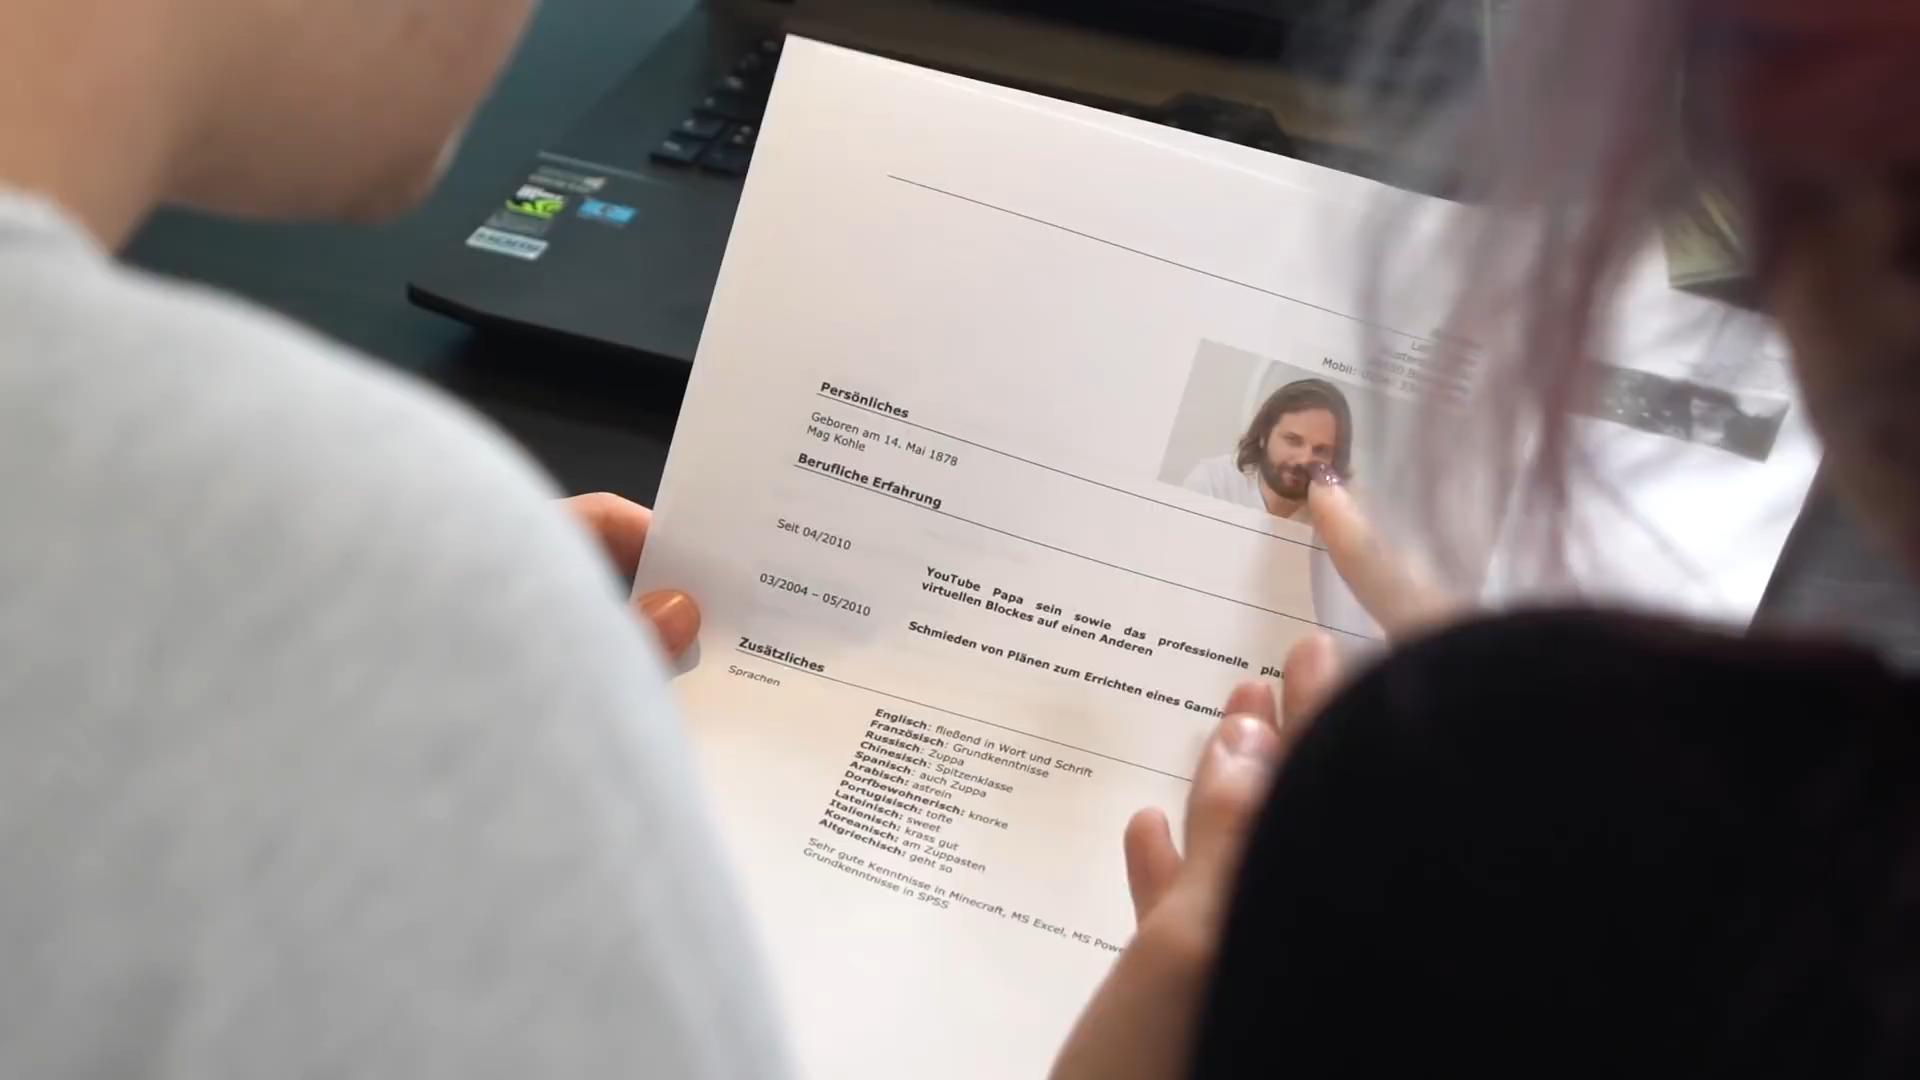 Mobil:
Persönliches
Geboren am 14. Mai 1878
Mag Kohle
Berufliche Erfahrung
Seit 04/2010
YouTube Papa sein sowie das professionelle
virtuellen Blockes auf einen Anderen
03/2004 – 05/2010
Schmieden von Plänen zum Errichten eines
Zusätzliches
Sprachen
Englisch: fließend in Wort und Schrift
Französisch: Grundkenntnisse
Russisch: Zuppa
Chinesisch: Spitzenklasse
Spanisch: auch Zuppa
Arabisch: astrein
Dorfbewohnerisch: knorke
Portugisisch: tofte
Lateinisch: sweet
Italienisch: krass gut
Koreanisch: am Zuppasten
Altgriechisch: geht so
Sehr gute Kenntnisse in Minecraft, MS Excel, MS
Grundkenntnisse in SPSS